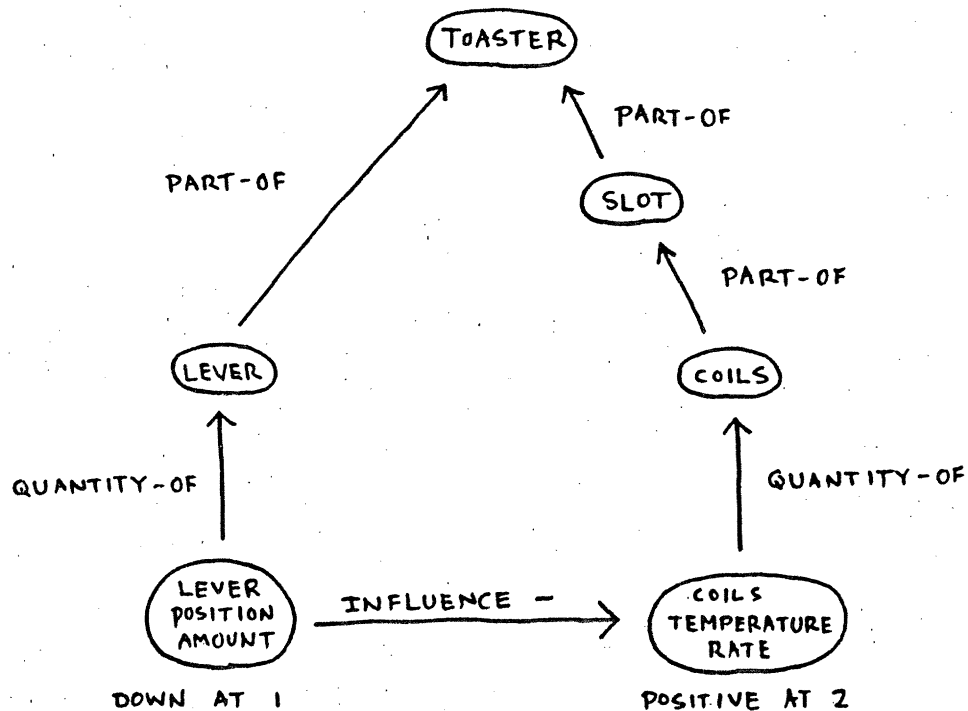 TOASTER
PART-OF
PART-OF
SLOT
PART-OF
LEVER
COILS
QUANTITY-OF
QUANTITY-OF
LEVER
POSITION
AMOUNT
INFLUENCE -
COILS
TEMPERATURE
RATE
DOWN AT 1
POSITIVE AT 2